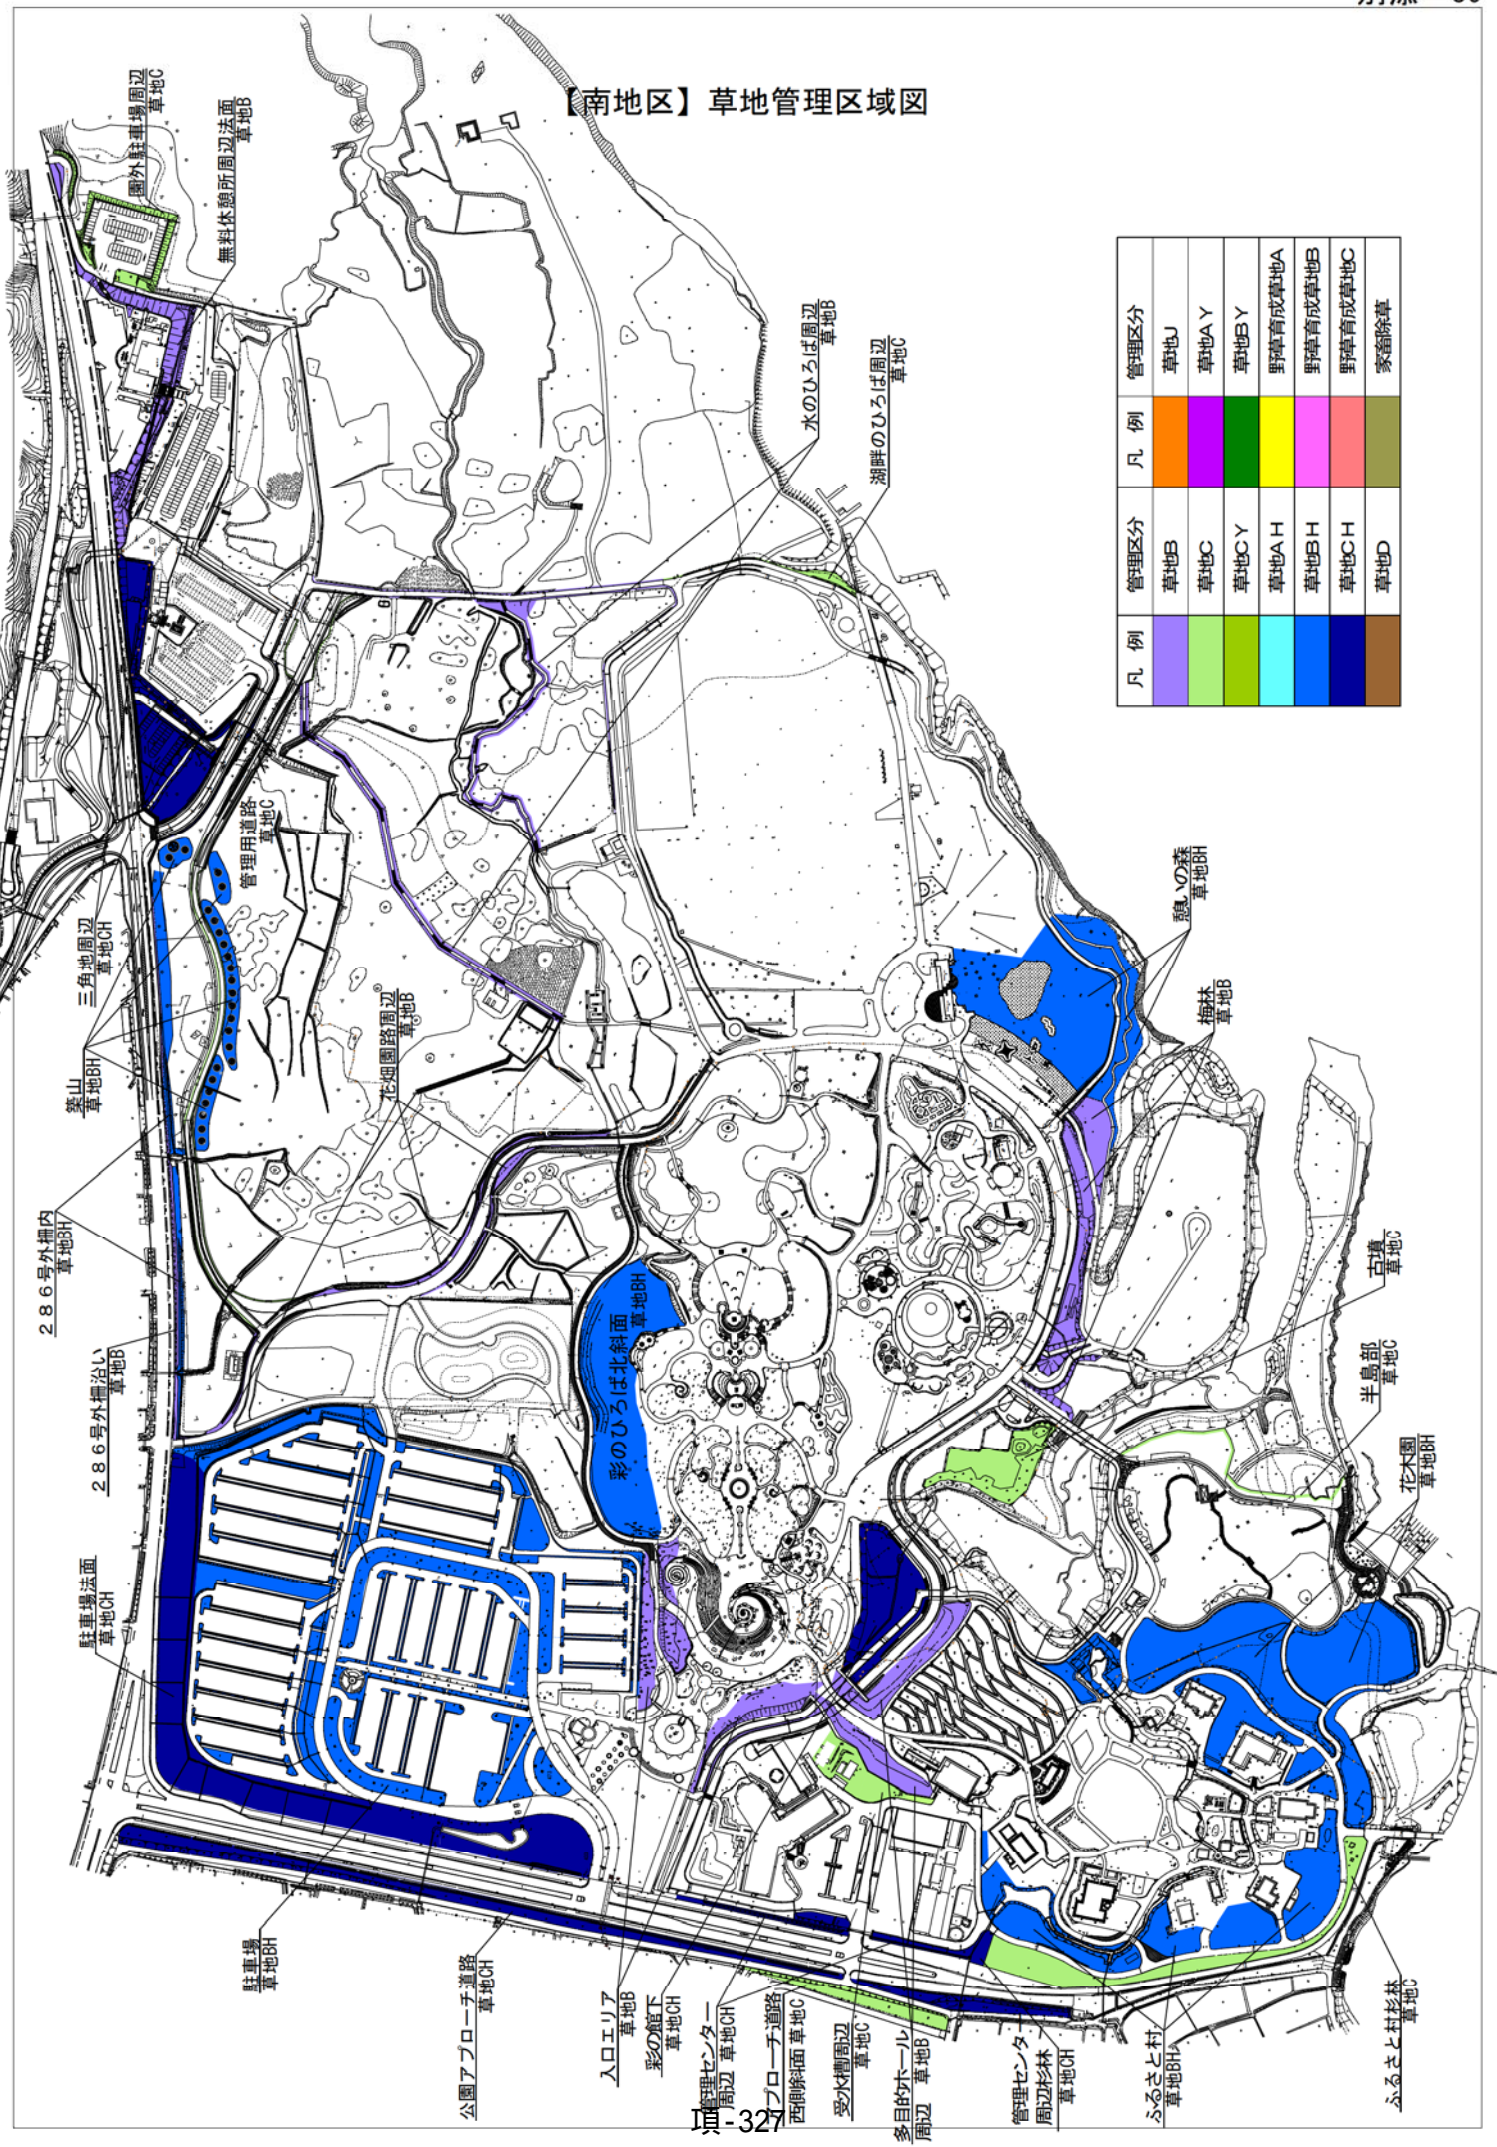 【南地区】草地管理区域図
園外駐車場周辺
草地C
無料休憩所周辺法面
草地B
水のひろば周辺
草地B
湖畔のひろば周辺
草地C
凡 例
管理区分
凡 例
管理区分
草地B
草地J
草地C
草地AY
草地CY
草地BY
草地AH
野草育成草地A
草地BH
野草育成草地B
草地CH
野草育成草地C
草地D
家畜除草
管理用道路
草地C
三角地周辺
草地CH
築山
草地BH
花畑園路周辺
草地B
憩いの森
草地BH
梅林
草地B
286号外柵内
草地BH
286号外柵沿い
草地B
彩のひろば北斜面
草地BH
古墳
草地C
半島部
草地C
花木園
草地BH
駐車場法面
草地CH
駐車場
草地BH
公園アプローチ道路
草地CH
入口エリア
草地B
彩の館下
草地CH
管理センター
周辺 草地CH
アプローチ道路
西側斜面 草地C
受水槽周辺
草地C
多目的ホール
周辺 草地B
管理センター
周辺杉林
草地CH
ふるさと村
草地BH
ふるさと村杉林
草地C
項-327